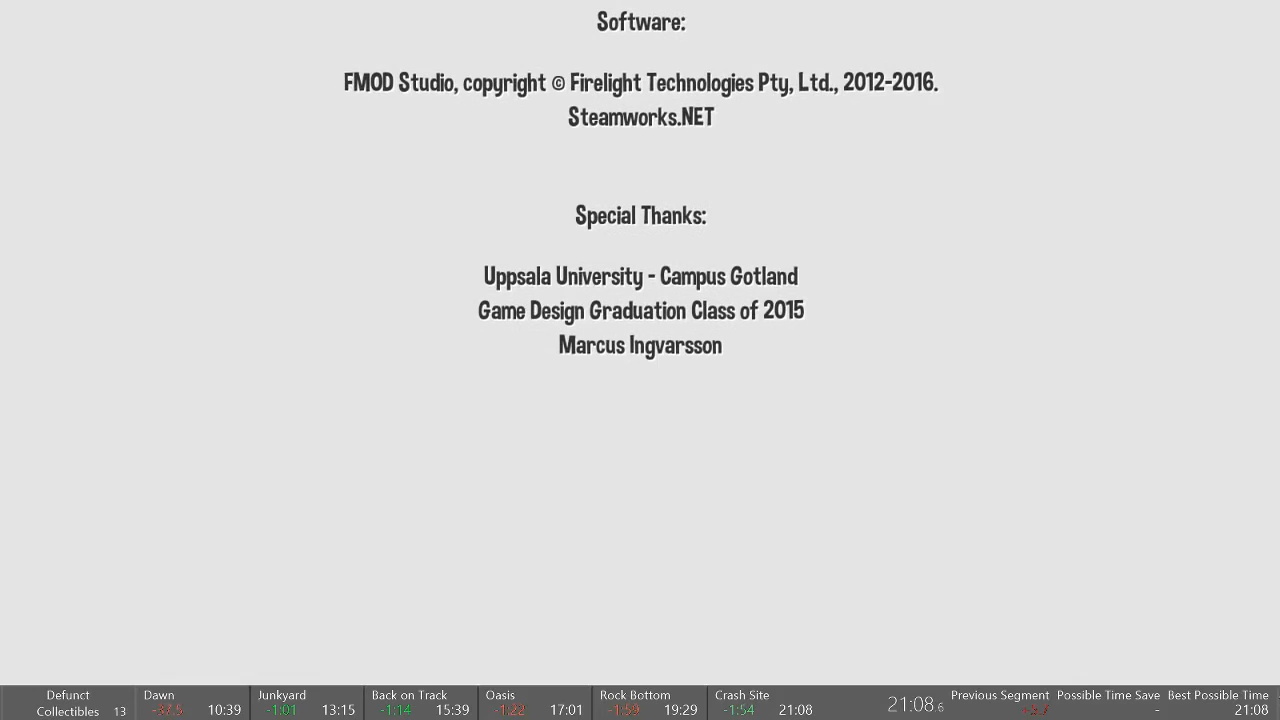 Software:
FMOD Studio, copyright © Firelight Technologies Pty, Ltd., 2012-2016.
Steamworks.NET
Special Thanks:
Uppsala University - Campus Gotland
Game Design Graduation Class of 2015
Marcus Ingvarsson
Defunct Dawn Junkyard Back on Track Oasis Rock Bottom Crash Site 21:08.6 Previous Segment Possible Time Save Best Possible Time
Collectibles 13 -37.5 10:39 -1:01 13:15 -1:14 15:39 -1:22 17:01 -1:59 19:29 -1:54 21:08 - 21:08